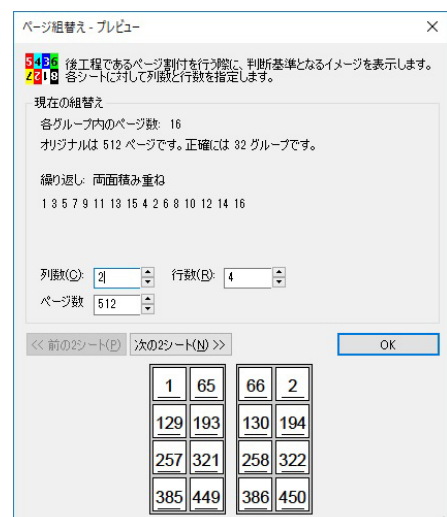 ページ組替え - プレビュー
5 4 3 6
7 2 1 8
後工程であるページ割付を行う際に、判断基準となるイメージを表示します。
各シートに対して列数と行数を指定します。
現在の組替え
各グループ内のページ数: 16
オリジナルは 512 ページです。正確には 32 グループです。
繰り返し: 両面積み重ね
1 3 5 7 9 11 13 15 4 2 6 8 10 12 14 16
列数(C): 2 行数(R): 4
ページ数 512
<< 前の2シート(P) 次の2シート(N) >> OK
1 65 66 2
129 193 130 194
257 321 258 322
385 449 386 450